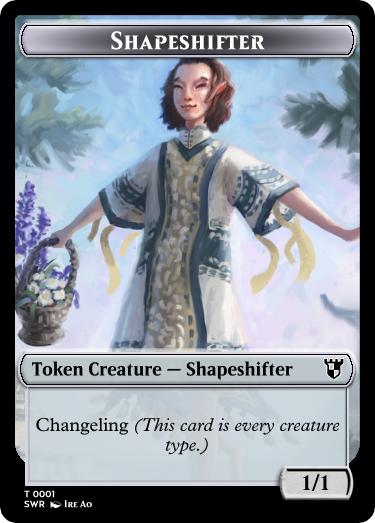 Shapeshifter
Token Creature — Shapeshifter
Changeling (This card is every creature
type.)
1/1
T 0001
SWR Ire Ao